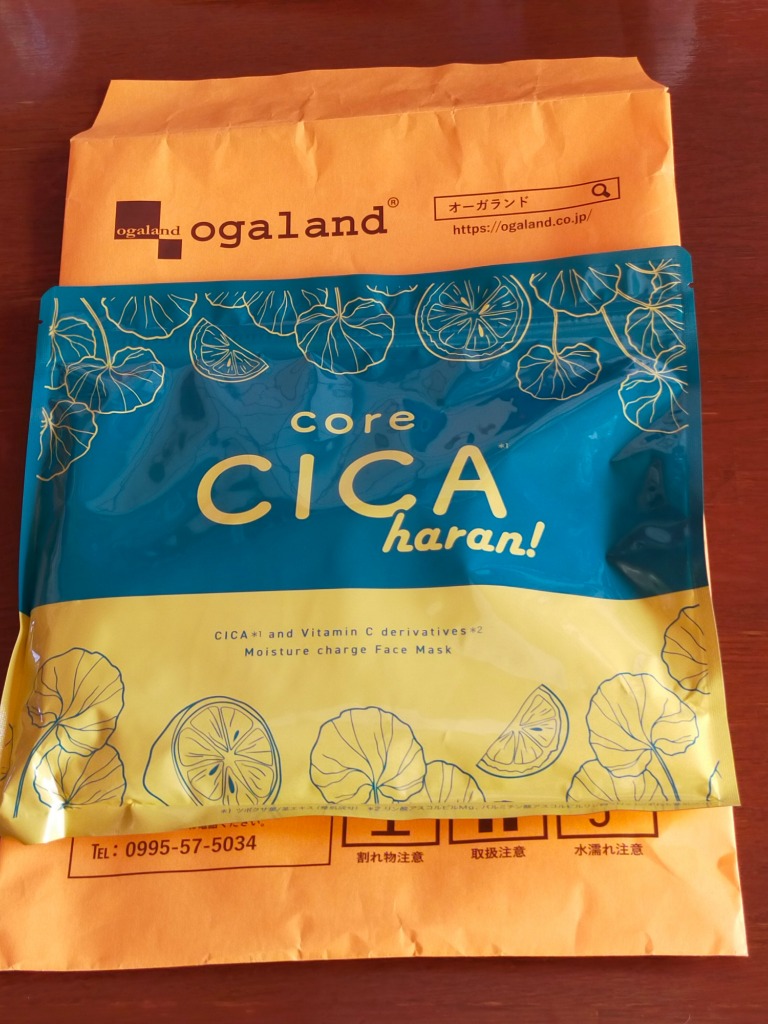 ogaland
ogaland®
オーガランド
https://ogaland.co.jp/
core
CICA*1
haran!
CICA*1 and Vitamin C derivatives*2
Moisture charge Face Mask
TEL: 0995-57-5034
割れ物注意
取扱注意
水濡れ注意